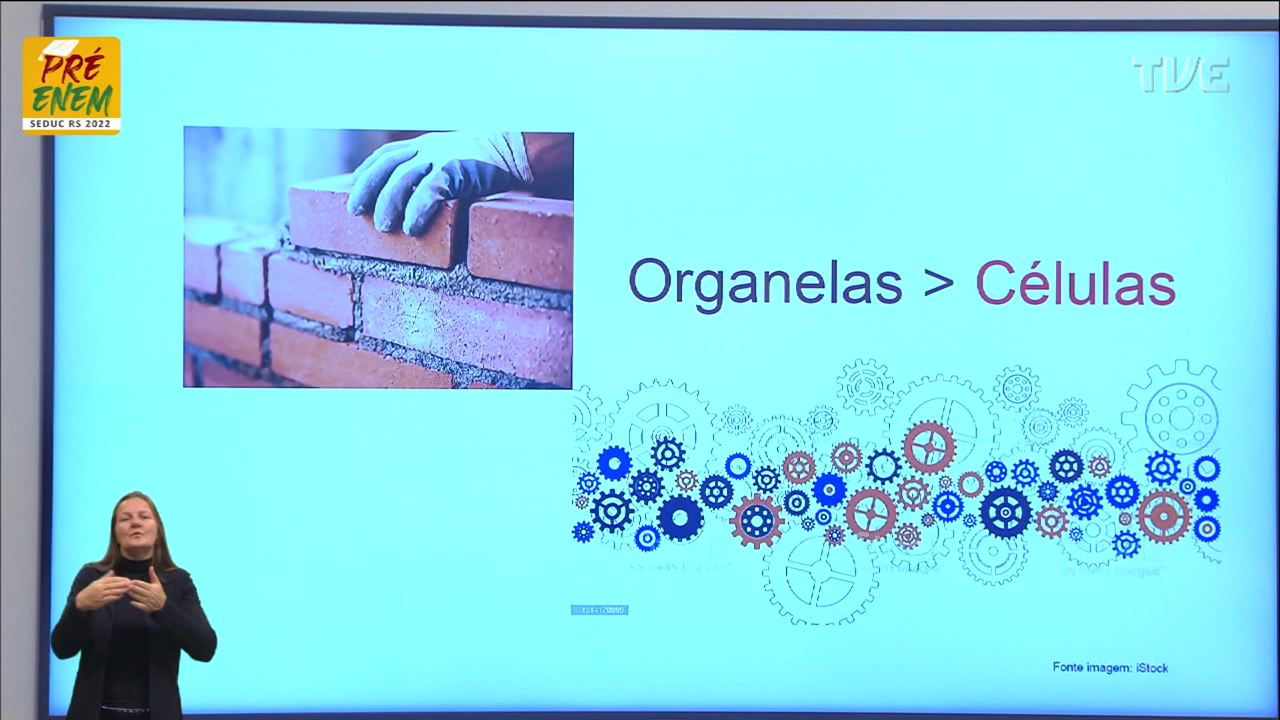 PRÉ
ENEM
SEDUC RS 2022
TVE
Organelas > Células
Fonte imagem: iStock